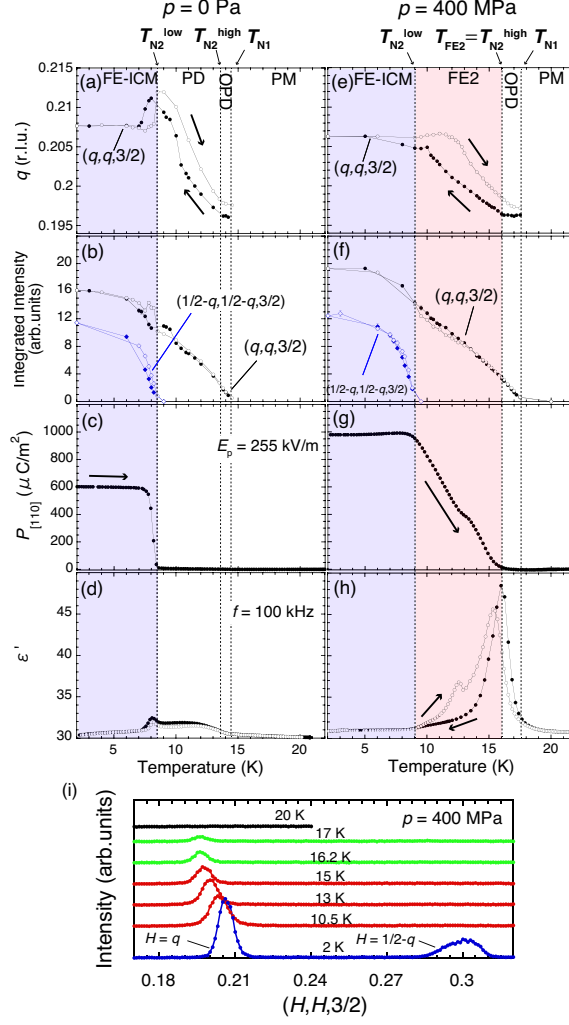 p = 0 Pa
p = 400 MPa
T_N2^low T_N2^high T_N1
T_N2^low T_FE2=T_N2^high T_N1
(a) FE-ICM PD OPD PM
(e) FE-ICM FE2 OPD PM
0.215
0.21
0.205
0.2
0.195
q (r.l.u.)
(q,q,3/2)
(q,q,3/2)
(b)
(f)
20
16
12
8
4
0
Integrated Intensity
(arb.units)
(1/2-q,1/2-q,3/2)
(q,q,3/2)
(q,q,3/2)
(1/2-q,1/2-q,3/2)
(c)
(g)
1000
800
600
400
200
0
P[110] (μC/m²)
E_p = 255 kV/m
(d)
(h)
45
40
35
30
ε'
f = 100 kHz
5 10 15 20
5 10 15 20
Temperature (K)
Temperature (K)
(i)
p = 400 MPa
20 K
17 K
16.2 K
15 K
13 K
10.5 K
2 K
H = q
H = 1/2-q
Intensity (arb.units)
0.18 0.21 0.24 0.27 0.3
(H,H,3/2)